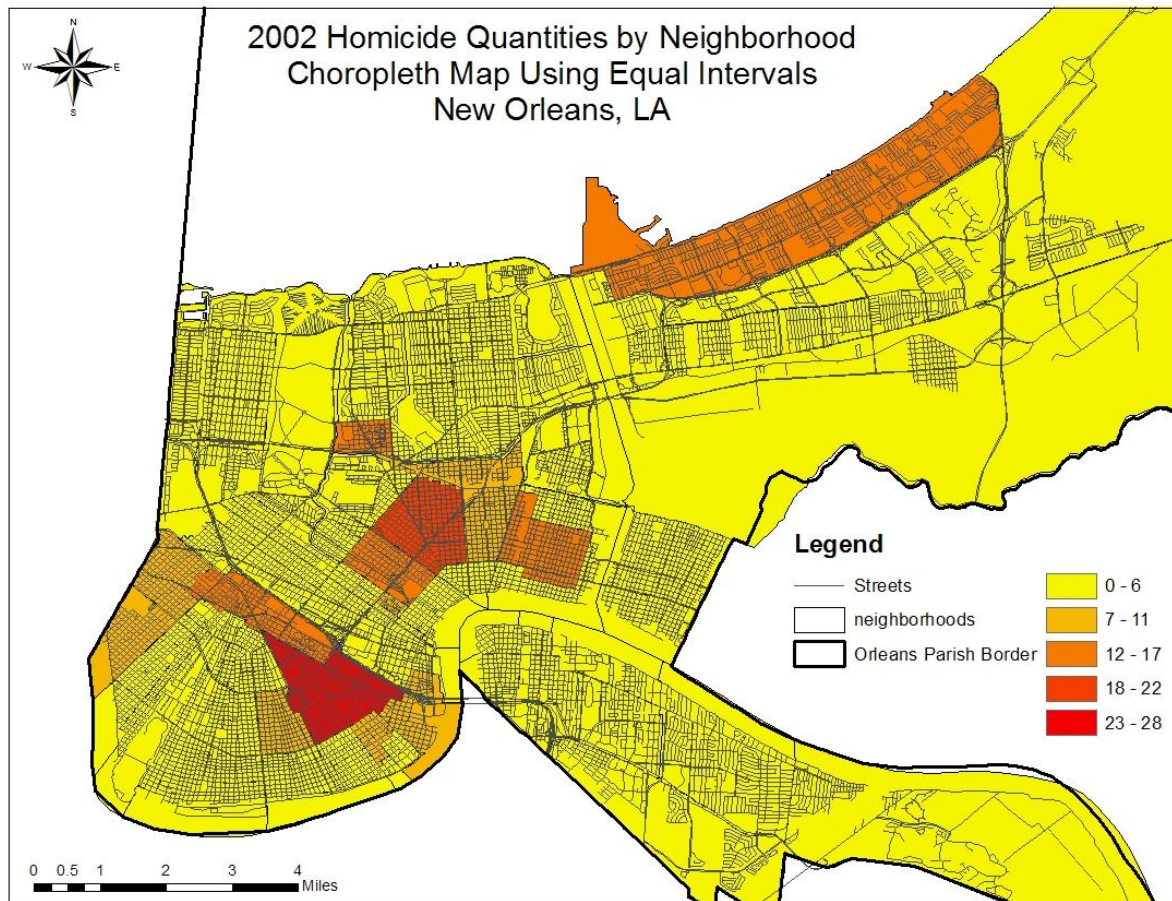 2002 Homicide Quantities by Neighborhood
Choropleth Map Using Equal Intervals
New Orleans, LA
N
W
E
S
Legend
Streets
neighborhoods
Orleans Parish Border
0 - 6
7 - 11
12 - 17
18 - 22
23 - 28
0 0.5 1 2 3 4
Miles